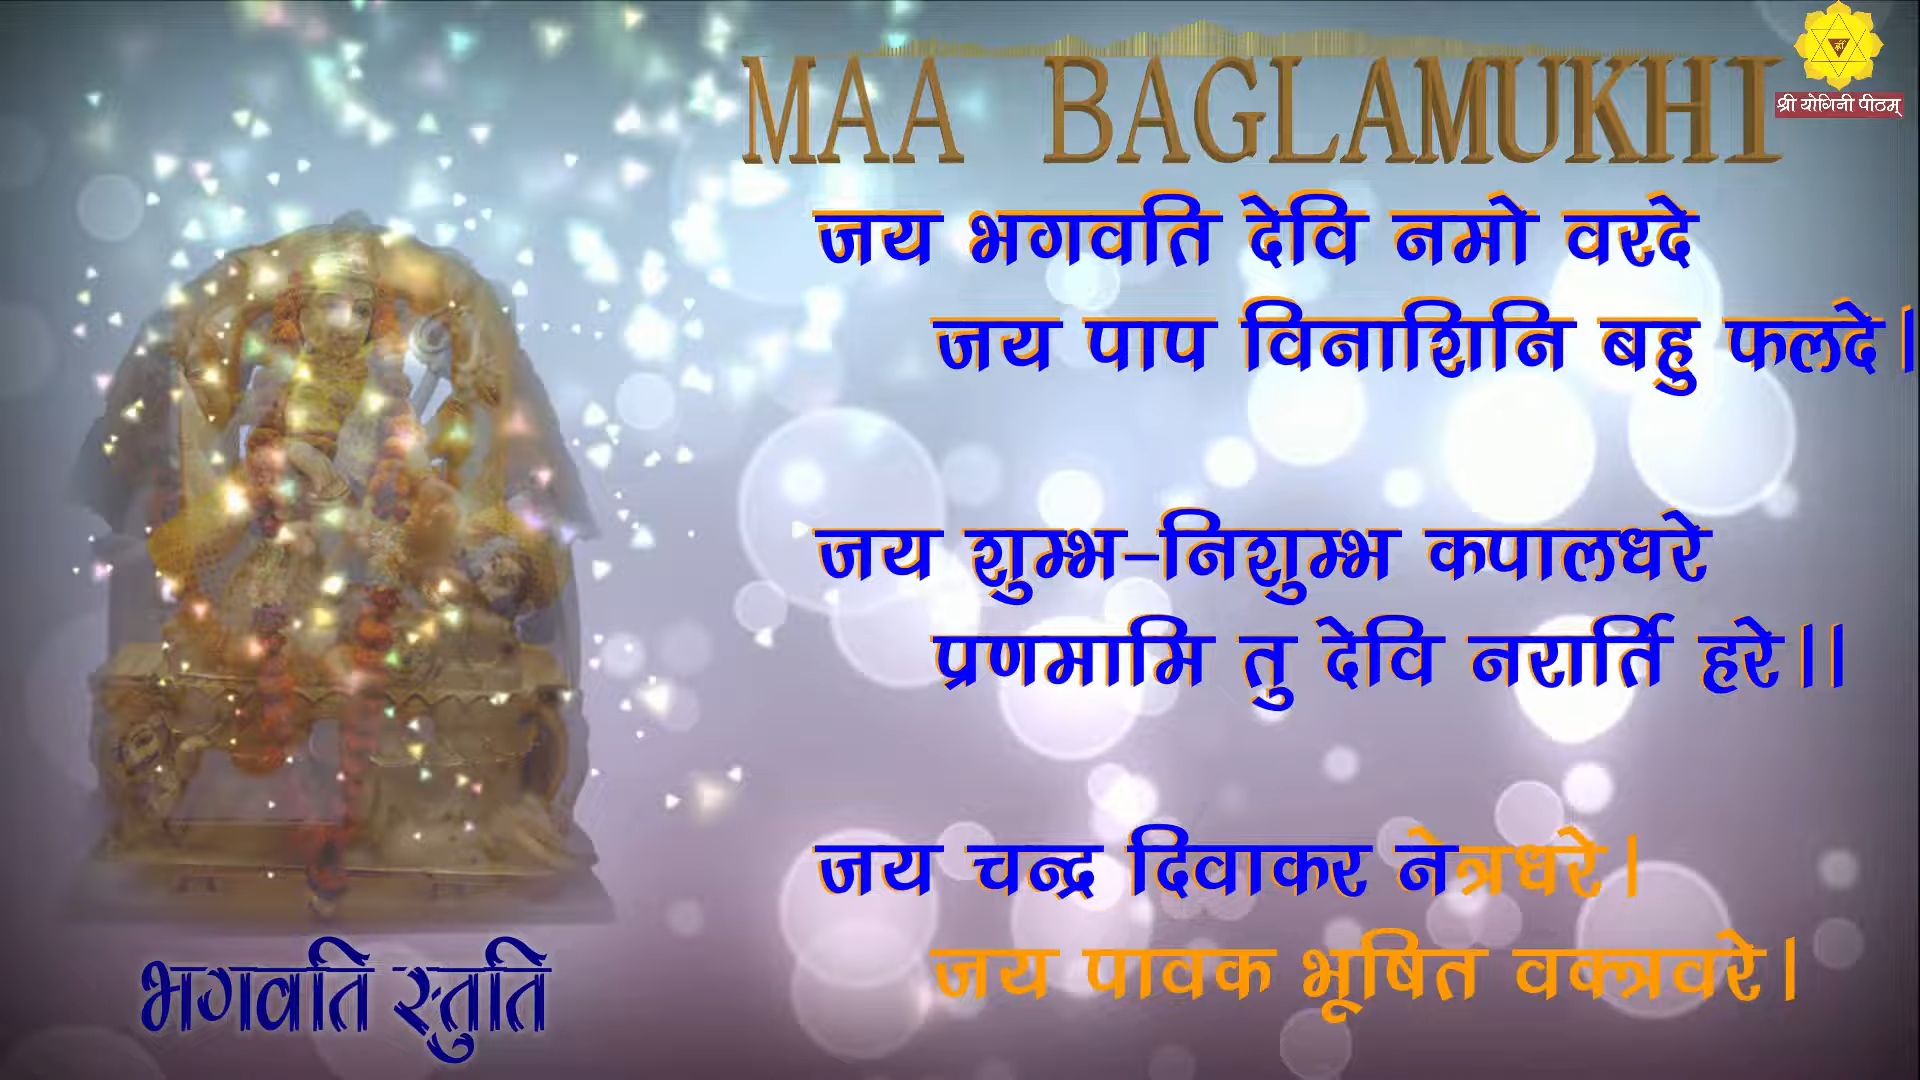 MAA BAGLAMUKHI
श्री योगिनी पीठम्
जय भगवति देवि नमो वरदे
जय पाप विनाशिनि बहु फलदे।
जय शुम्भ-निशुम्भ कपालधरे
प्रणमामि तु देवि नरार्ति हरे।।
जय चन्द्र दिवाकर नेत्रधरे।
जय पावक भूषित वक्त्रवरे।
भगवति स्तुति